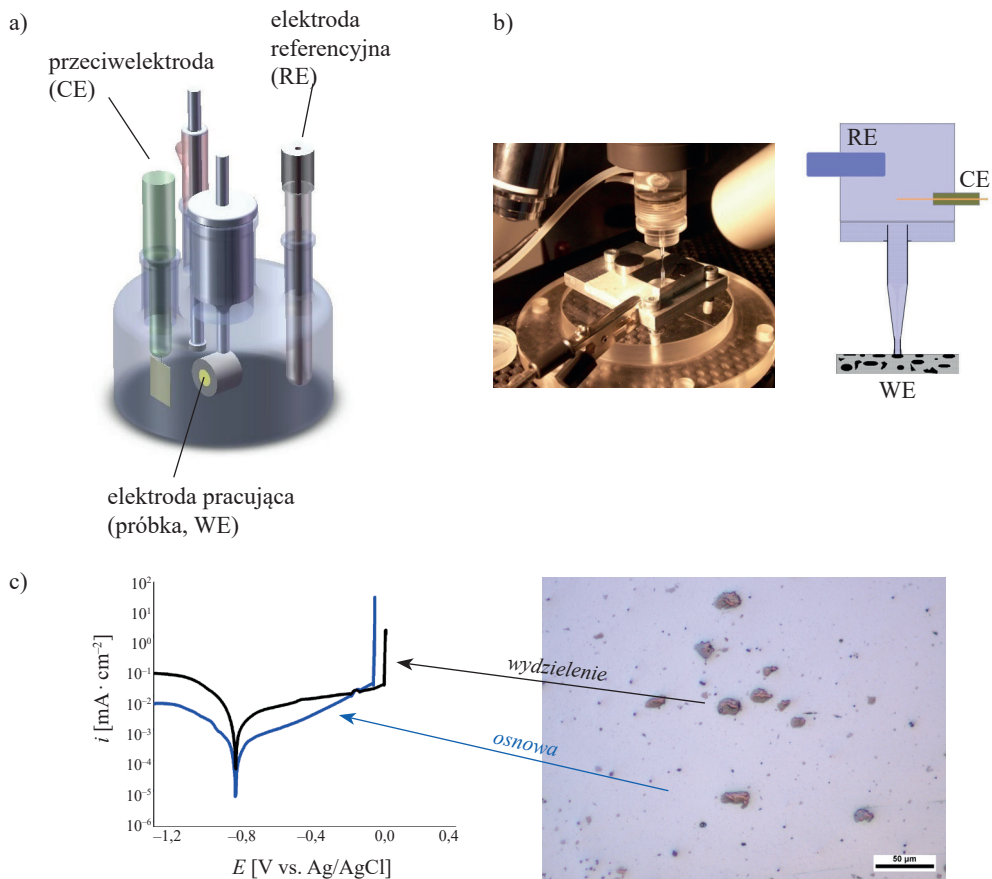 a)
przeciwelektroda
(CE)
elektroda
referencyjna
(RE)
elektroda pracująca
(próbka, WE)
b)
RE
CE
WE
c)
i [mA · cm⁻²]
10²
10¹
10⁰
10⁻¹
10⁻²
10⁻³
10⁻⁴
10⁻⁵
10⁻⁶
–1,2
–0,8
–0,4
0,0
0,4
E [V vs. Ag/AgCl]
wydzielenie
osnowa
50 µm